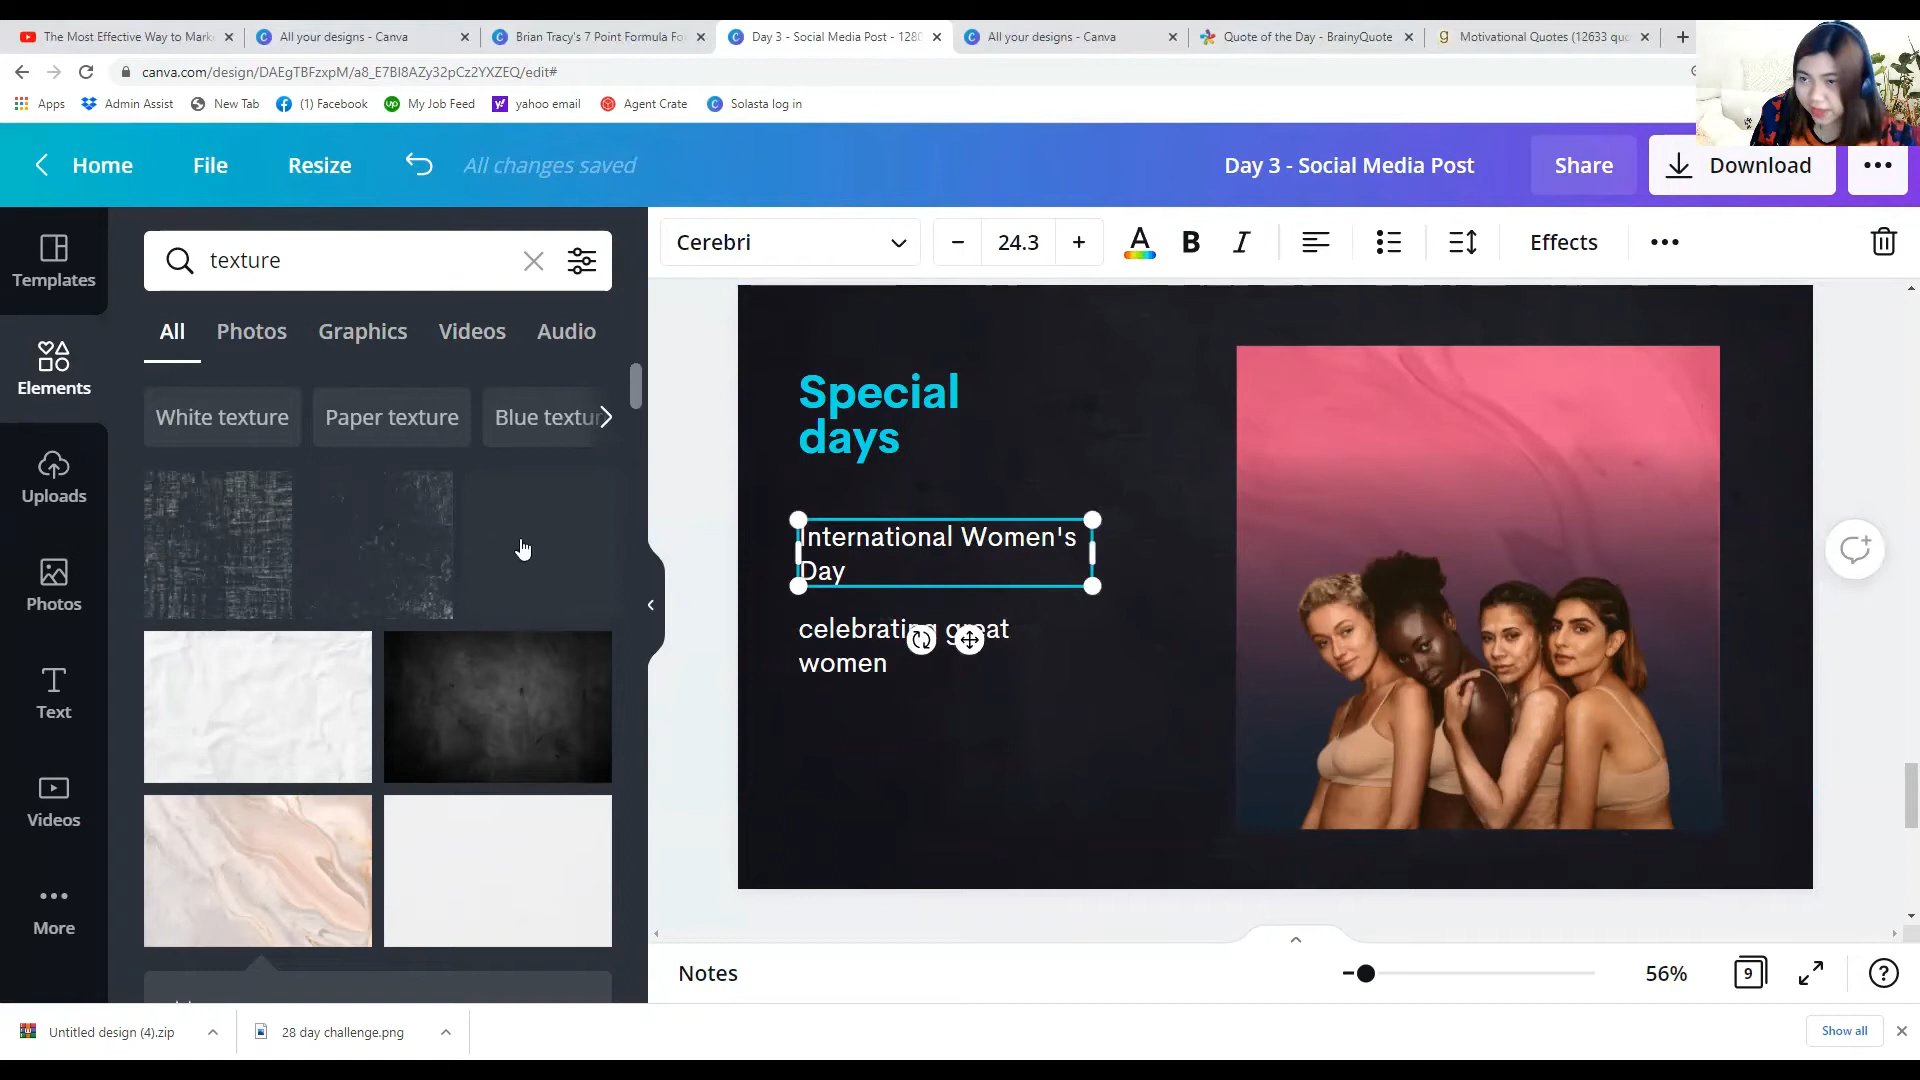 The Most Effective Way to Mark
All your designs - Canva
Brian Tracy's 7 Point Formula Fo
Day 3 - Social Media Post - 1280
All your designs - Canva
Quote of the Day - BrainyQuote
Motivational Quotes (12633 quo
canva.com/design/DAEgTBFzxpM/a8_E7BI8AZy32pCz2YXZEQ/edit#
Apps
Admin Assist
New Tab
(1) Facebook
My Job Feed
yahoo email
Agent Crate
Solasta log in
Home
File
Resize
All changes saved
Day 3 - Social Media Post
Share
Download
Templates
Elements
Uploads
Photos
Text
Videos
More
texture
All
Photos
Graphics
Videos
Audio
White texture
Paper texture
Blue textur
Cerebri
24.3
A
B
I
Effects
Special
days
International Women's
Day
celebrating great
women
Notes
56%
9
Untitled design (4).zip
28 day challenge.png
Show all